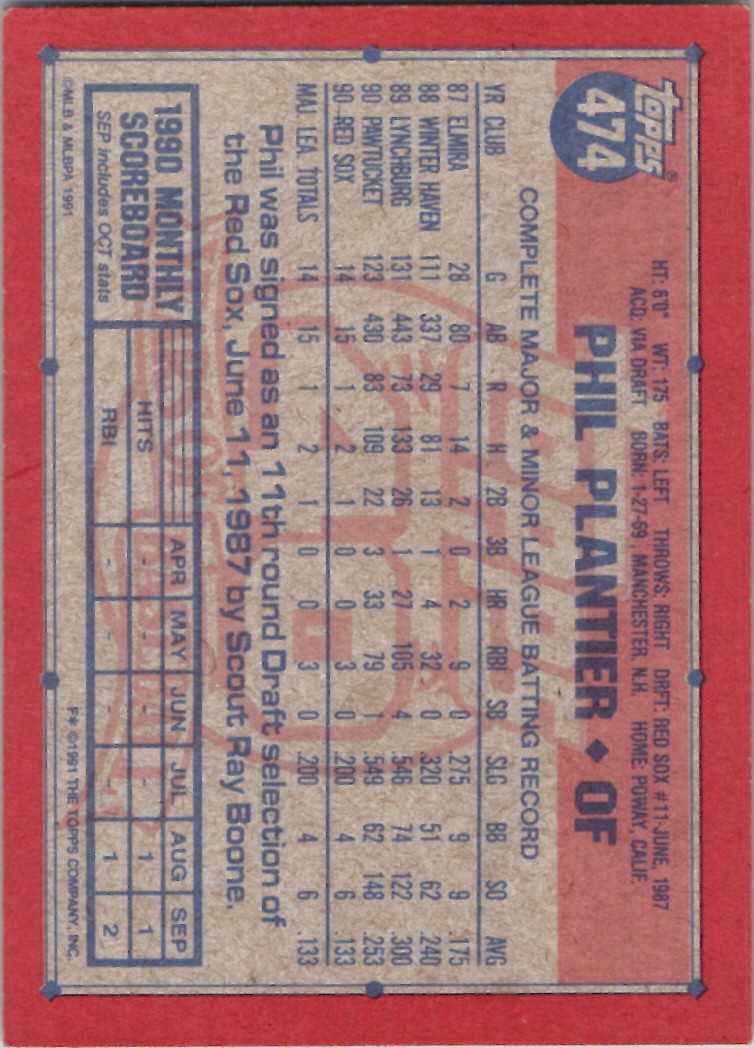 TOPPS®
474
HT: 6'0" WT: 175 BATS: LEFT THROWS: RIGHT DRFT: RED SOX #11-JUNE, 1987
ACQ: VIA DRAFT BORN: 1-27-69, MANCHESTER, N.H. HOME: POWAY, CALIF.
PHIL PLANTIER ◆ OF
COMPLETE MAJOR & MINOR LEAGUE BATTING RECORD
YR CLUB G AB R H 2B 3B HR RBI SB SLG BB SO AVG
87 ELMIRA 28 80 7 14 2 0 2 9 0 .275 9 9 .175
88 WINTER HAVEN 111 337 29 81 13 1 4 32 0 .320 51 62 .240
89 LYNCHBURG 131 443 73 133 26 1 27 105 4 .546 74 122 .300
90 PAWTUCKET 123 430 83 109 22 3 33 79 1 .549 62 148 .253
90 RED SOX 14 15 1 2 1 0 0 3 0 .200 4 6 .133
MAJ. LEA. TOTALS 14 15 1 2 1 0 0 3 0 .200 4 6 .133
Phil was signed as an 11th round Draft selection of
the Red Sox, June 11, 1987 by Scout Ray Boone.
1990 MONTHLY
SCOREBOARD
SEP includes OCT stats
APR MAY JUN JUL AUG SEP
HITS - - - - 1 1
RBI - - - - 1 2
©MLB & MLBPA 1991
F* ©1991 THE TOPPS COMPANY, INC.